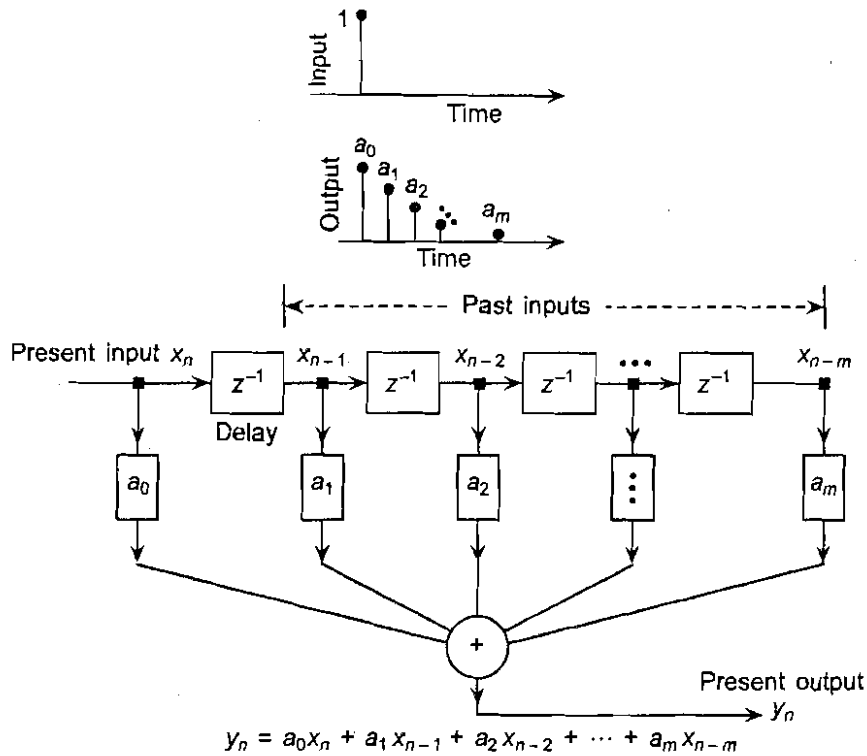 1
Input
Time
Output
a₀
a₁
a₂
aₘ
Time
Past inputs
Present input xₙ
xₙ₋₁
xₙ₋₂
•••
xₙ₋ₘ
z⁻¹
z⁻¹
z⁻¹
z⁻¹
Delay
a₀
a₁
a₂
aₘ
+
Present output
yₙ
yₙ = a₀xₙ + a₁xₙ₋₁ + a₂xₙ₋₂ + ··· + aₘxₙ₋ₘ